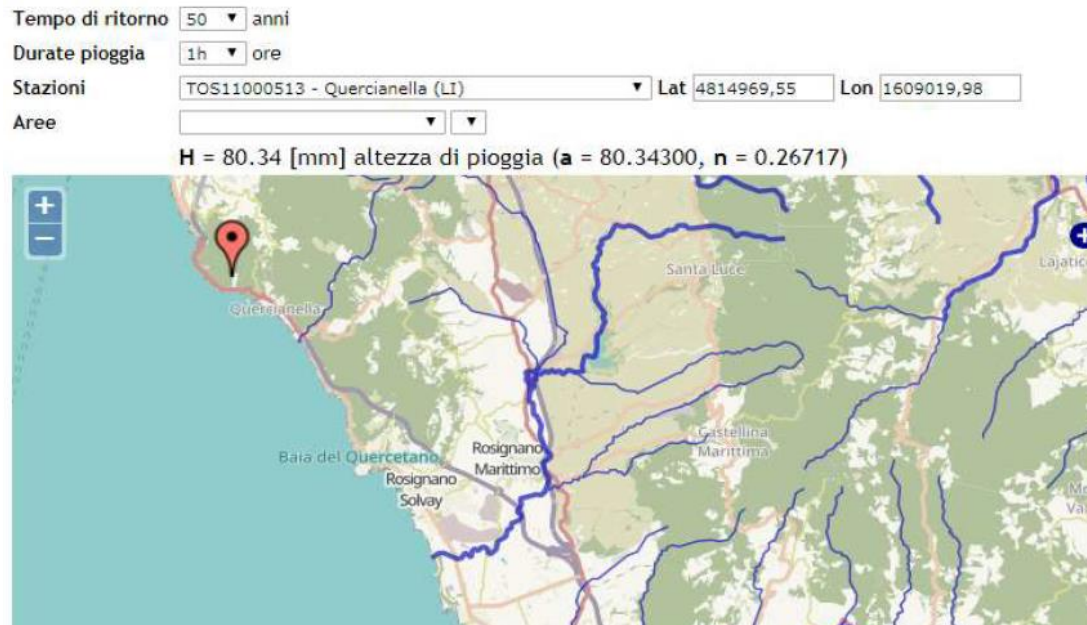 Tempo di ritorno 50 anni
Durate pioggia 1h ore
Stazioni TOS11000513 - Quercianella (LI) Lat 4814969,55 Lon 1609019,98
Aree
H = 80.34 [mm] altezza di pioggia (a = 80.34300, n = 0.26717)
+
−
Santa Luce
Lajatico
Quercianella
Castellina
Marittima
Rosignano
Marittimo
Baia del Quercetano
Rosignano
Solvay